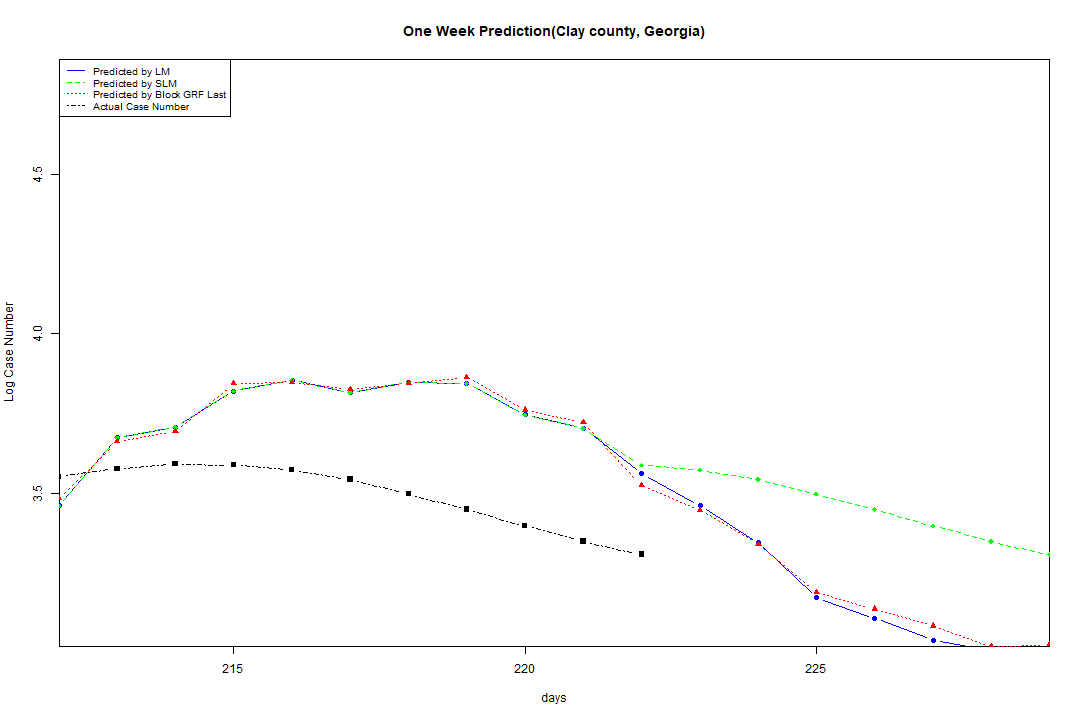 One Week Prediction(Clay county, Georgia)
Predicted by LM
Predicted by SLM
Predicted by Block GRF Last
Actual Case Number
4.5
4.0
3.5
Log Case Number
215 220 225
days